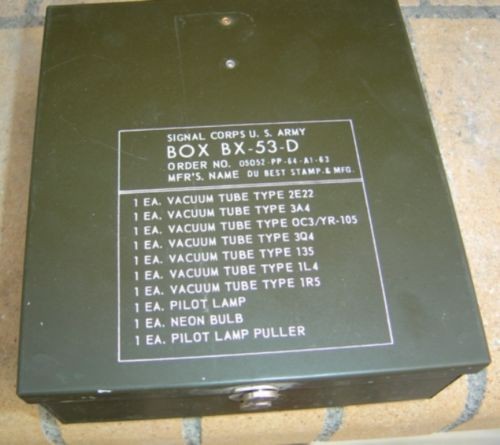 SIGNAL CORPS U. S. ARMY
BOX BX-53-D
ORDER NO. 05052-PP-64-A1-63
MFR'S. NAME DU BEST STAMP. & MFG.
1 EA. VACUUM TUBE TYPE 2E22
1 EA. VACUUM TUBE TYPE 3A4
1 EA. VACUUM TUBE TYPE OC3/YR-105
1 EA. VACUUM TUBE TYPE 3Q4
1 EA. VACUUM TUBE TYPE 135
1 EA. VACUUM TUBE TYPE 1L4
1 EA. VACUUM TUBE TYPE 1R5
1 EA. PILOT LAMP
1 EA. NEON BULB
1 EA. PILOT LAMP PULLER